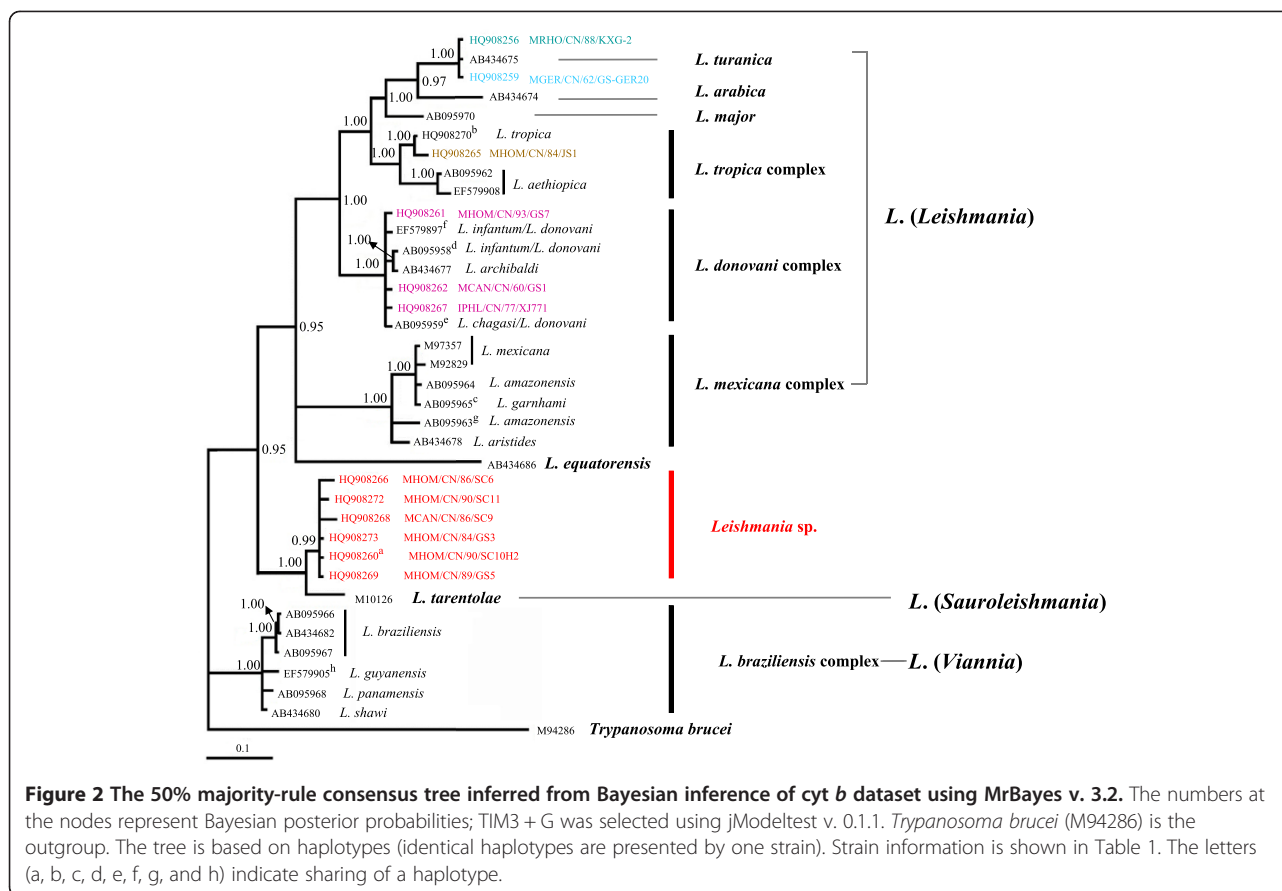 HQ908256 MRHO/CN/88/KXG-2
1.00
AB434675
L. turanica
HQ908259 MGER/CN/62/GS-GER20
0.97
L. arabica
1.00
AB434674
AB095970
L. major
1.00
HQ908270b L. tropica
1.00
HQ908265 MHOM/CN/84/JS1
1.00
L. tropica complex
AB095962
1.00
L. aethiopica
EF579908
L. (Leishmania)
1.00
HQ908261 MHOM/CN/93/GS7
EF579897f L. infantum/L. donovani
1.00
AB095958d L. infantum/L. donovani
1.00
AB434677 L. archibaldi
L. donovani complex
HQ908262 MCAN/CN/60/GS1
HQ908267 IPHL/CN/77/XJ771
0.95
AB095959e L. chagasi/L. donovani
M97357
L. mexicana
1.00
M92829
AB095964 L. amazonensis
L. mexicana complex
1.00
AB095965c L. garnhami
AB095963g L. amazonensis
AB434678 L. aristides
0.95
AB434686 L. equatorensis
HQ908266 MHOM/CN/86/SC6
HQ908272 MHOM/CN/90/SC11
HQ908268 MCAN/CN/86/SC9
Leishmania sp.
0.99
HQ908273 MHOM/CN/84/GS3
HQ908260a MHOM/CN/90/SC10H2
1.00
HQ908269 MHOM/CN/89/GS5
M10126 L. tarentolae
L. (Sauroleishmania)
1.00
AB095966
1.00
AB434682
L. braziliensis
AB095967
1.00
L. braziliensis complex
L. (Viannia)
EF579905h L. guyanensis
AB095968 L. panamensis
AB434680 L. shawi
M94286 Trypanosoma brucei
0.1
Figure 2 The 50% majority-rule consensus tree inferred from Bayesian inference of cyt b dataset using MrBayes v. 3.2. The numbers at
the nodes represent Bayesian posterior probabilities; TIM3 + G was selected using jModeltest v. 0.1.1. Trypanosoma brucei (M94286) is the
outgroup. The tree is based on haplotypes (identical haplotypes are presented by one strain). Strain information is shown in Table 1. The letters
(a, b, c, d, e, f, g, and h) indicate sharing of a haplotype.